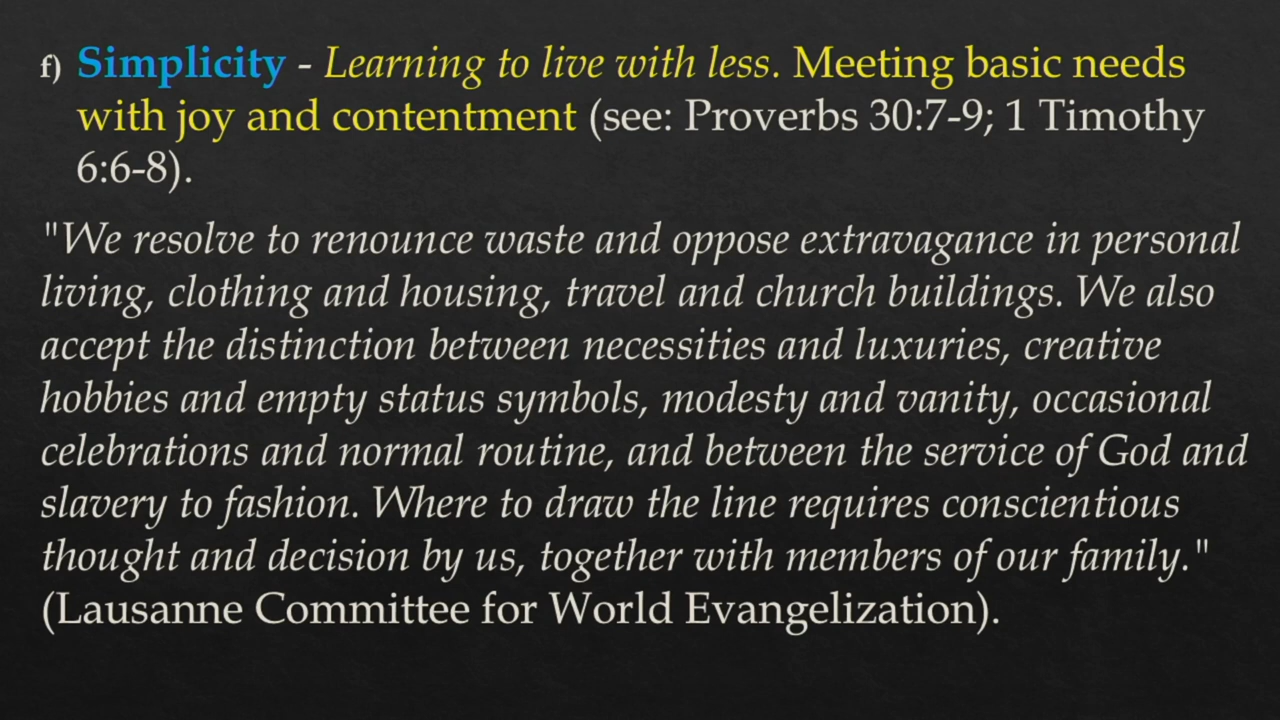 f) Simplicity - Learning to live with less. Meeting basic needs
with joy and contentment (see: Proverbs 30:7-9; 1 Timothy
6:6-8).
"We resolve to renounce waste and oppose extravagance in personal
living, clothing and housing, travel and church buildings. We also
accept the distinction between necessities and luxuries, creative
hobbies and empty status symbols, modesty and vanity, occasional
celebrations and normal routine, and between the service of God and
slavery to fashion. Where to draw the line requires conscientious
thought and decision by us, together with members of our family."
(Lausanne Committee for World Evangelization).